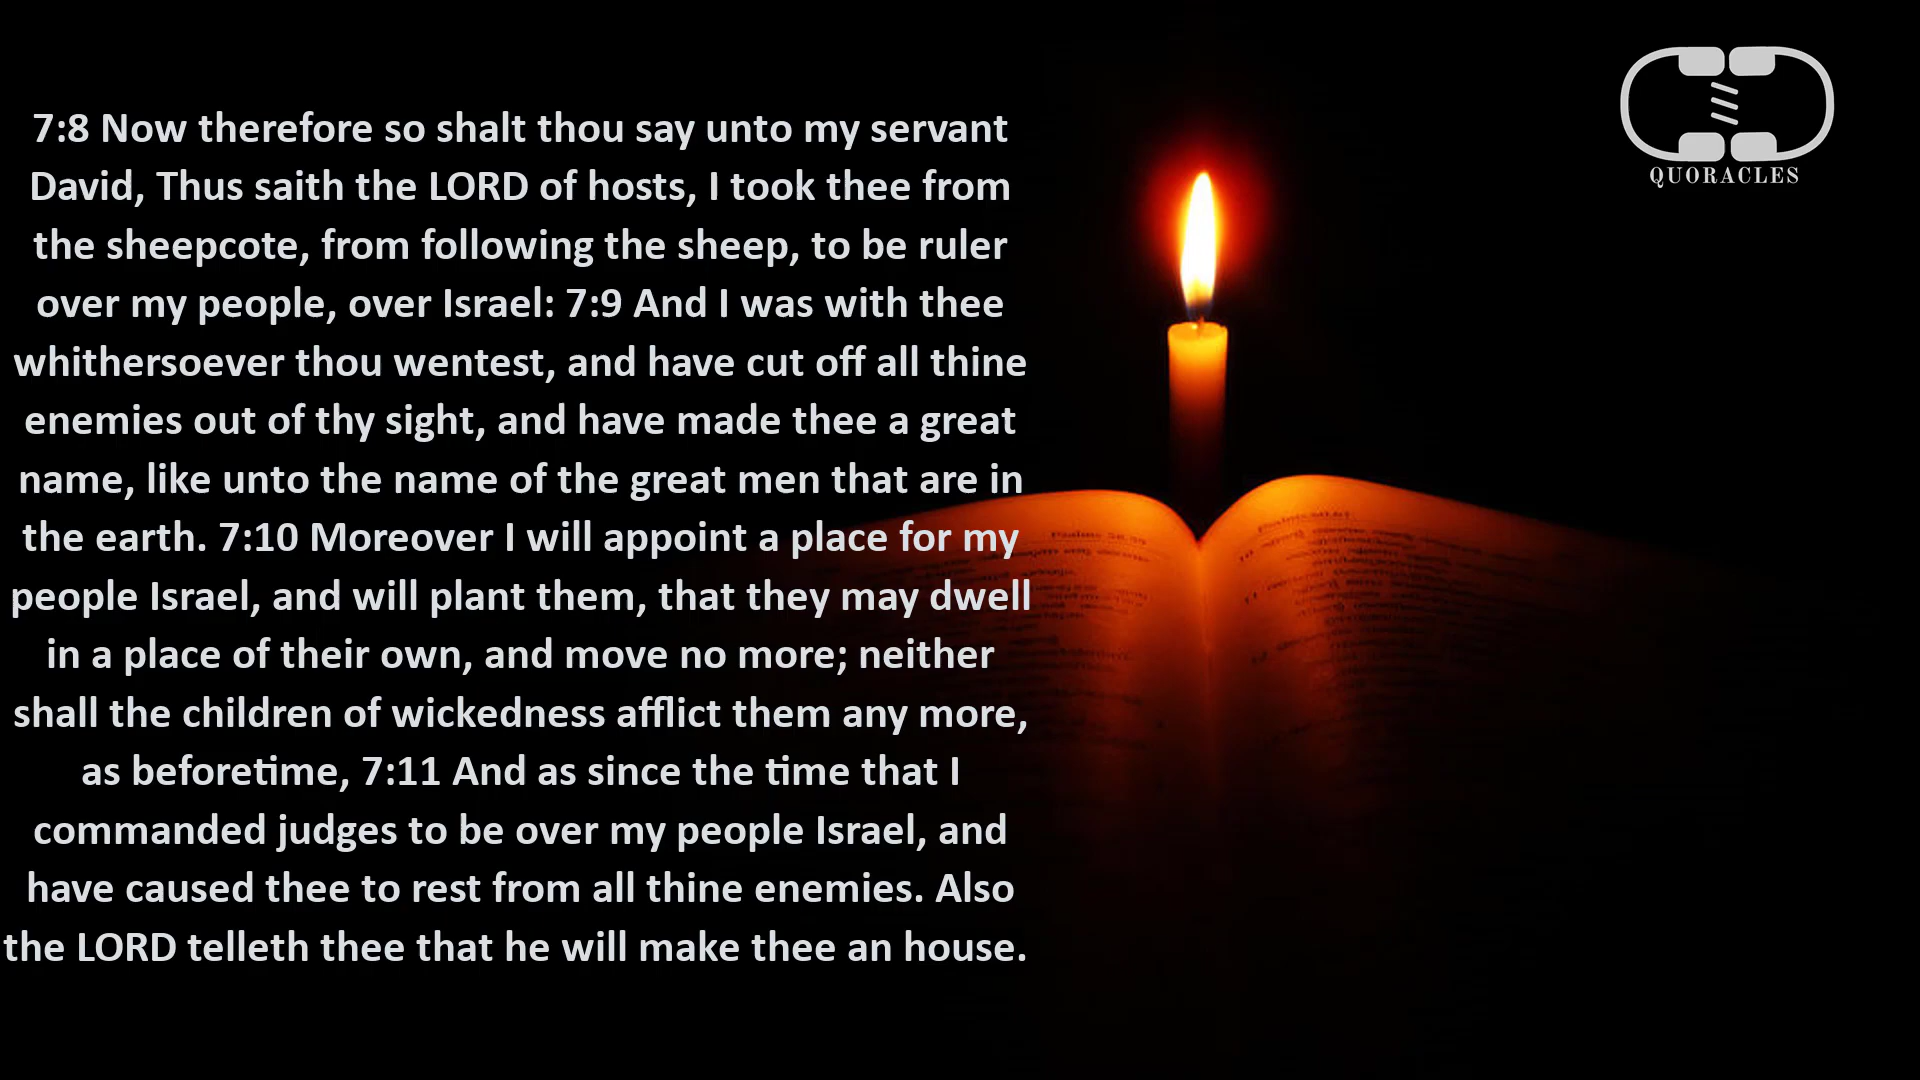 7:8 Now therefore so shalt thou say unto my servant
David, Thus saith the LORD of hosts, I took thee from
the sheepcote, from following the sheep, to be ruler
over my people, over Israel: 7:9 And I was with thee
whithersoever thou wentest, and have cut off all thine
enemies out of thy sight, and have made thee a great
name, like unto the name of the great men that are in
the earth. 7:10 Moreover I will appoint a place for my
people Israel, and will plant them, that they may dwell
in a place of their own, and move no more; neither
shall the children of wickedness afflict them any more,
as beforetime, 7:11 And as since the time that I
commanded judges to be over my people Israel, and
have caused thee to rest from all thine enemies. Also
the LORD telleth thee that he will make thee an house.
QUORACLES